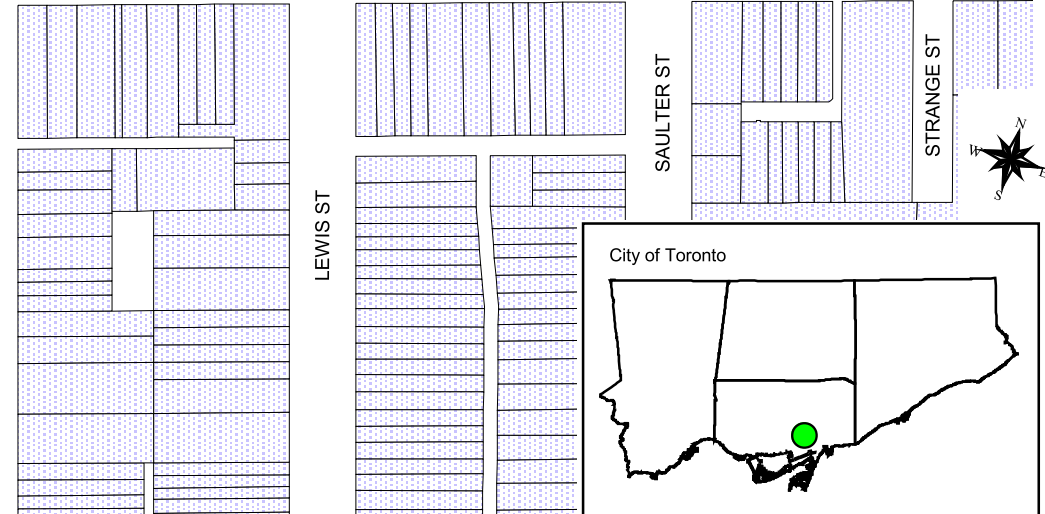 LEWIS ST
SAULTER ST
STRANGE ST
N
W
E
S
City of Toronto